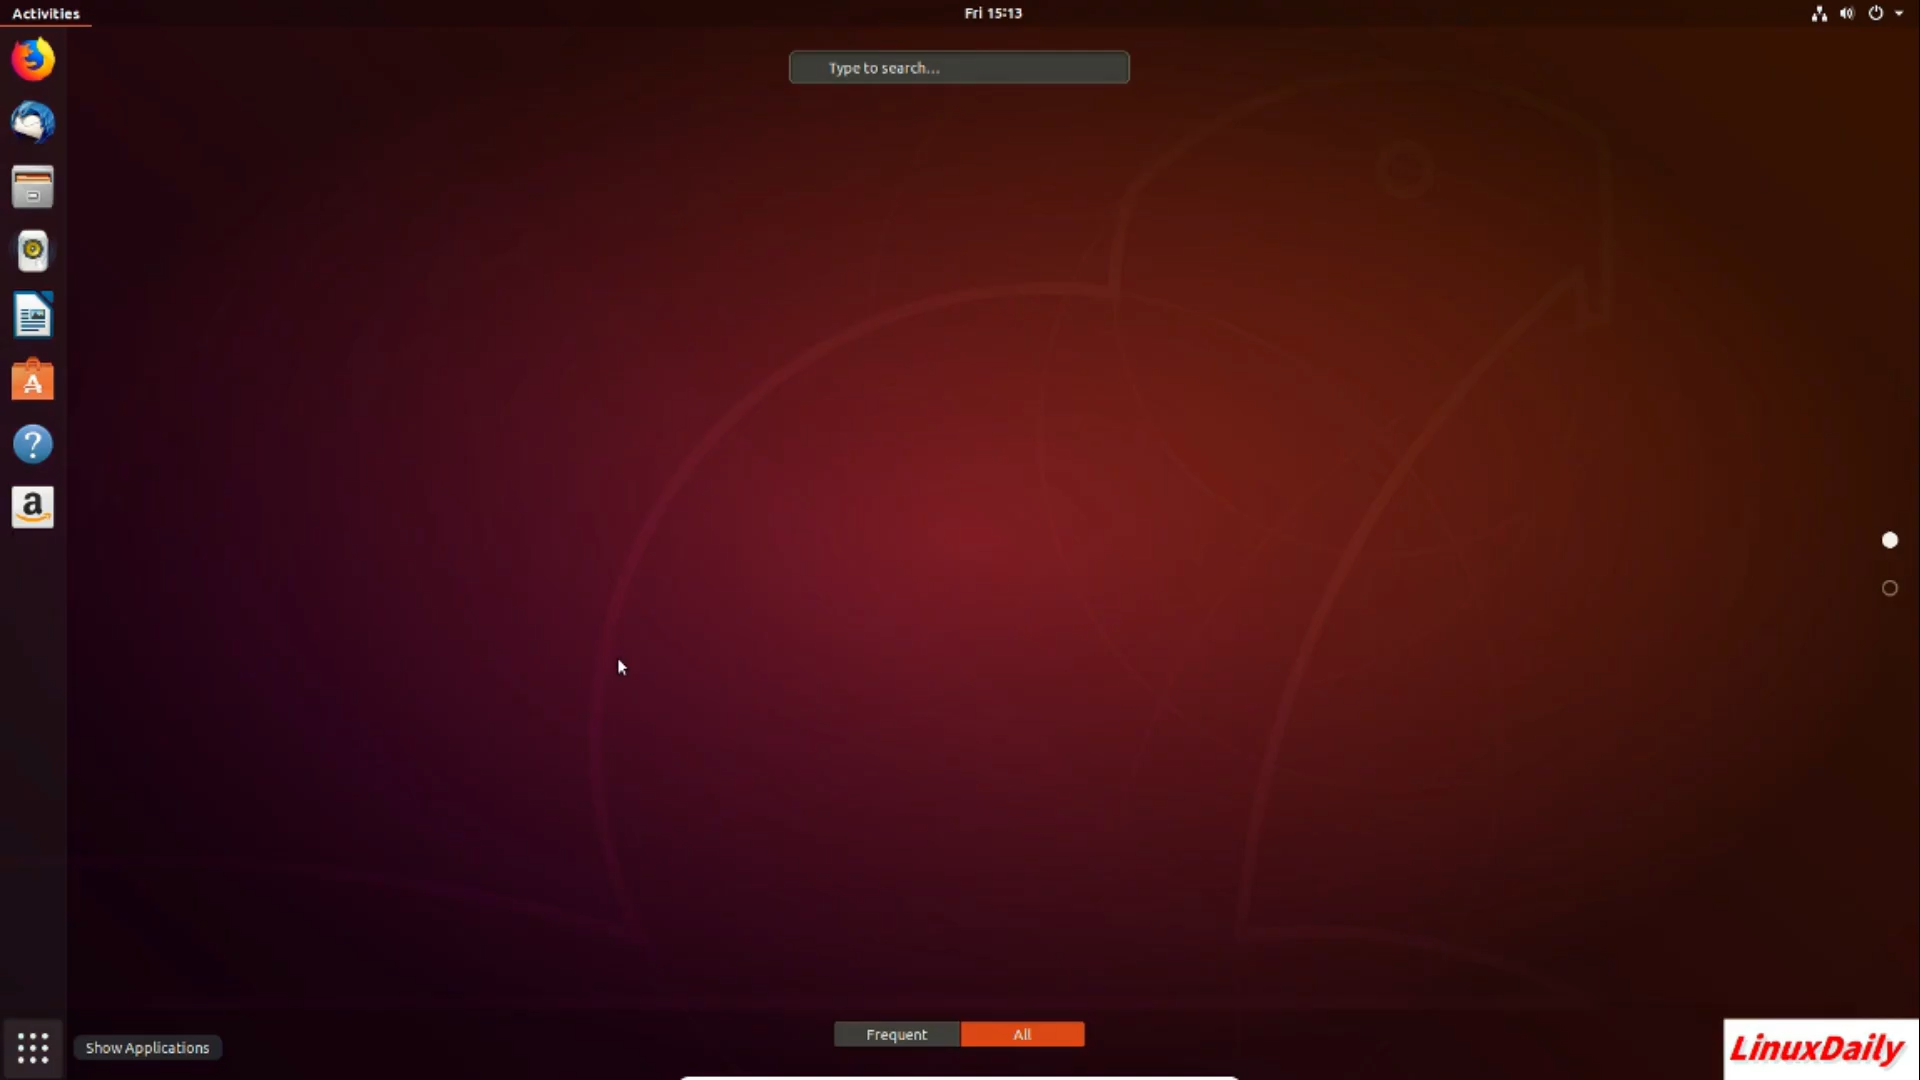 Activities
Fri 15:13
Type to search...
Frequent
All
Show Applications
LinuxDaily